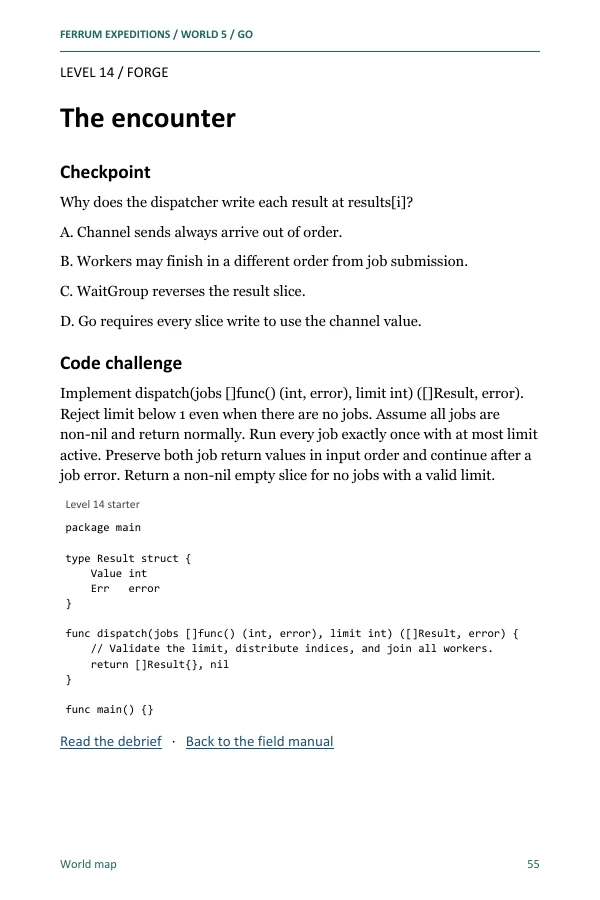 FERRUM EXPEDITIONS / WORLD 5 / GO
LEVEL 14 / FORGE
The encounter
Checkpoint
Why does the dispatcher write each result at results[i]?
A. Channel sends always arrive out of order.
B. Workers may finish in a different order from job submission.
C. WaitGroup reverses the result slice.
D. Go requires every slice write to use the channel value.
Code challenge
Implement dispatch(jobs []func() (int, error), limit int) ([]Result, error).
Reject limit below 1 even when there are no jobs. Assume all jobs are
non-nil and return normally. Run every job exactly once with at most limit
active. Preserve both job return values in input order and continue after a
job error. Return a non-nil empty slice for no jobs with a valid limit.
Level 14 starter
package main
type Result struct {
    Value int
    Err   error
}
func dispatch(jobs []func() (int, error), limit int) ([]Result, error) {
    // Validate the limit, distribute indices, and join all workers.
    return []Result{}, nil
}
func main() {}
Read the debrief · Back to the field manual
World map 55